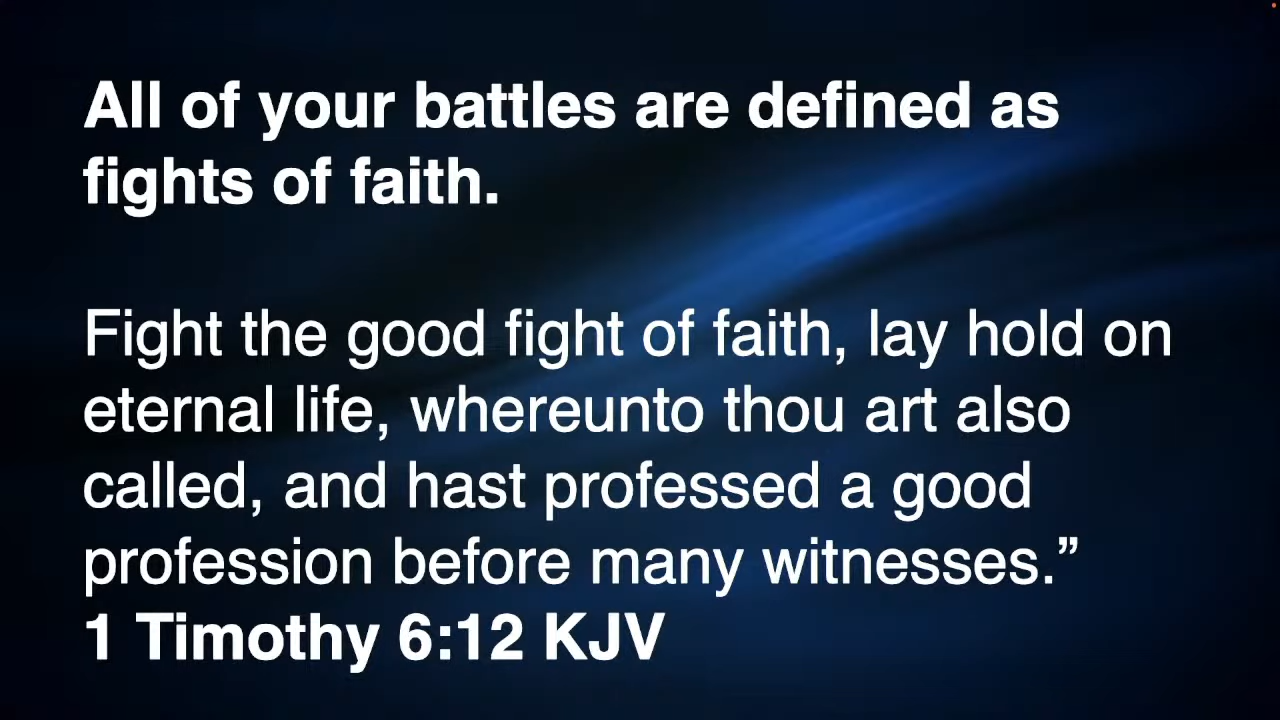 All of your battles are defined as
fights of faith.
Fight the good fight of faith, lay hold on
eternal life, whereunto thou art also
called, and hast professed a good
profession before many witnesses.”
1 Timothy 6:12 KJV